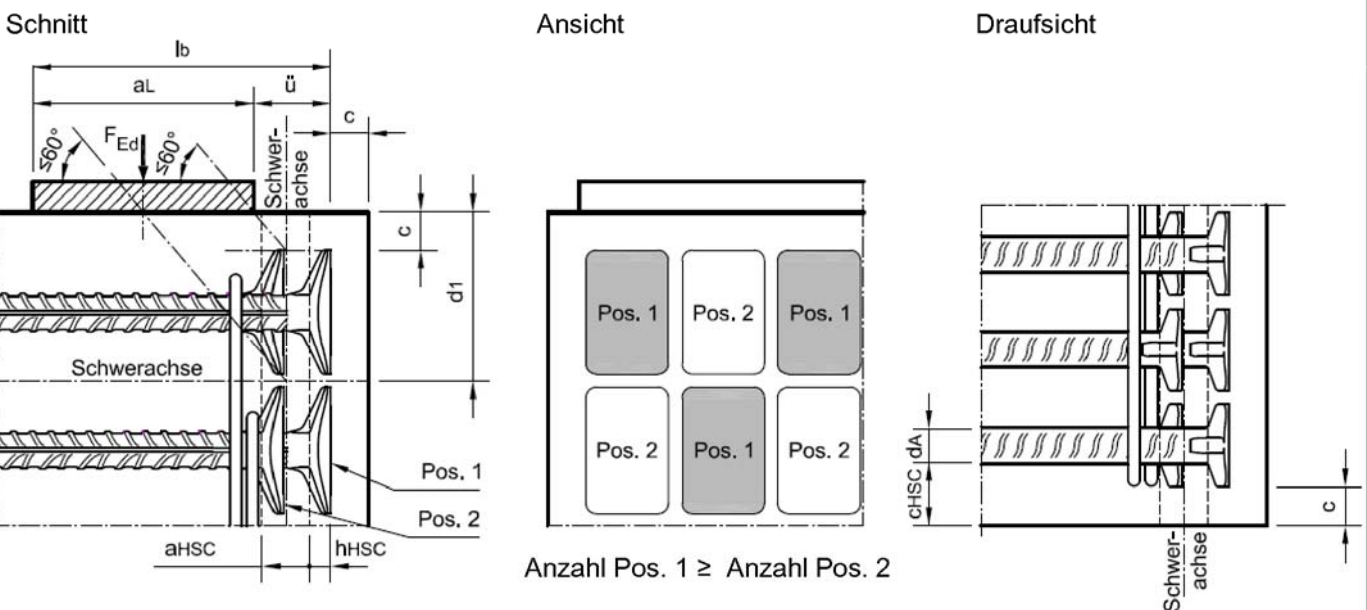 Schnitt
Ansicht
Draufsicht
lb
aL
ü
c
≤60°
FEd
≤60°
Schwer-
achse
c
d1
Schwerachse
Pos. 1
Pos. 2
aHSC
hHSC
Pos. 1
Pos. 2
Pos. 1
Pos. 2
Pos. 1
Pos. 2
Anzahl Pos. 1 ≥ Anzahl Pos. 2
dA
cHSC
c
Schwer-
achse